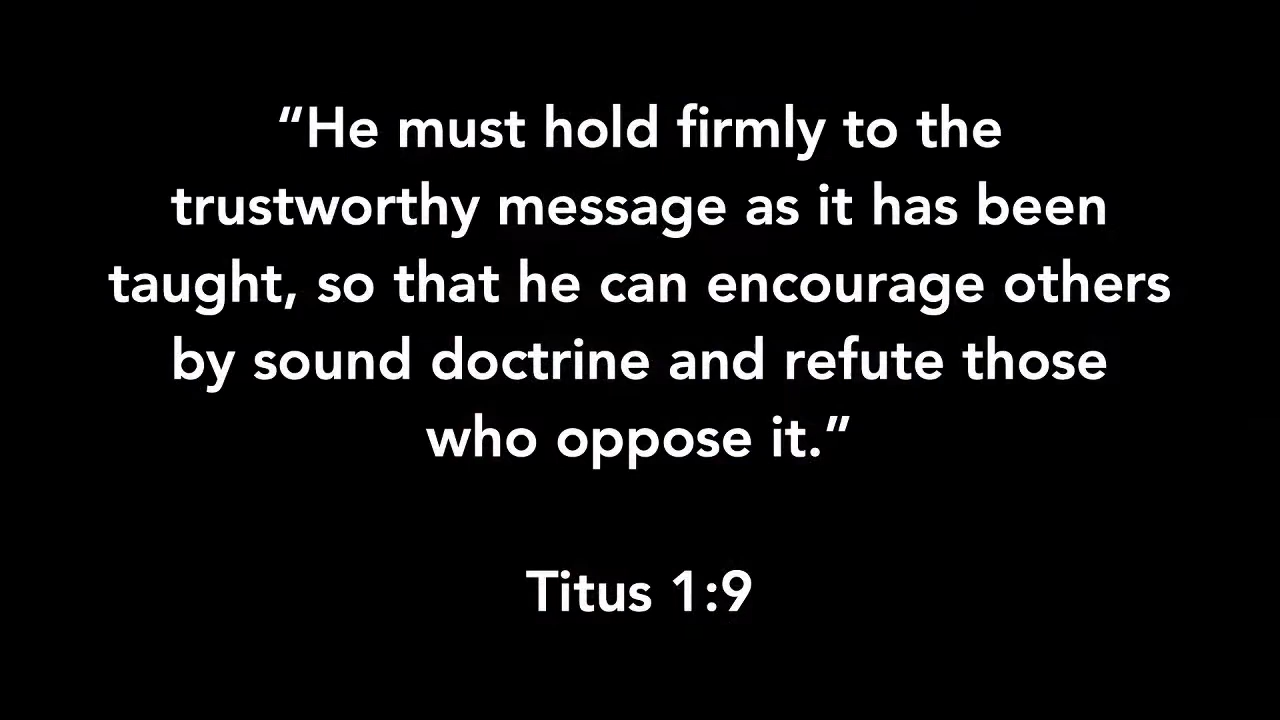 “He must hold firmly to the
trustworthy message as it has been
taught, so that he can encourage others
by sound doctrine and refute those
who oppose it.”
Titus 1:9